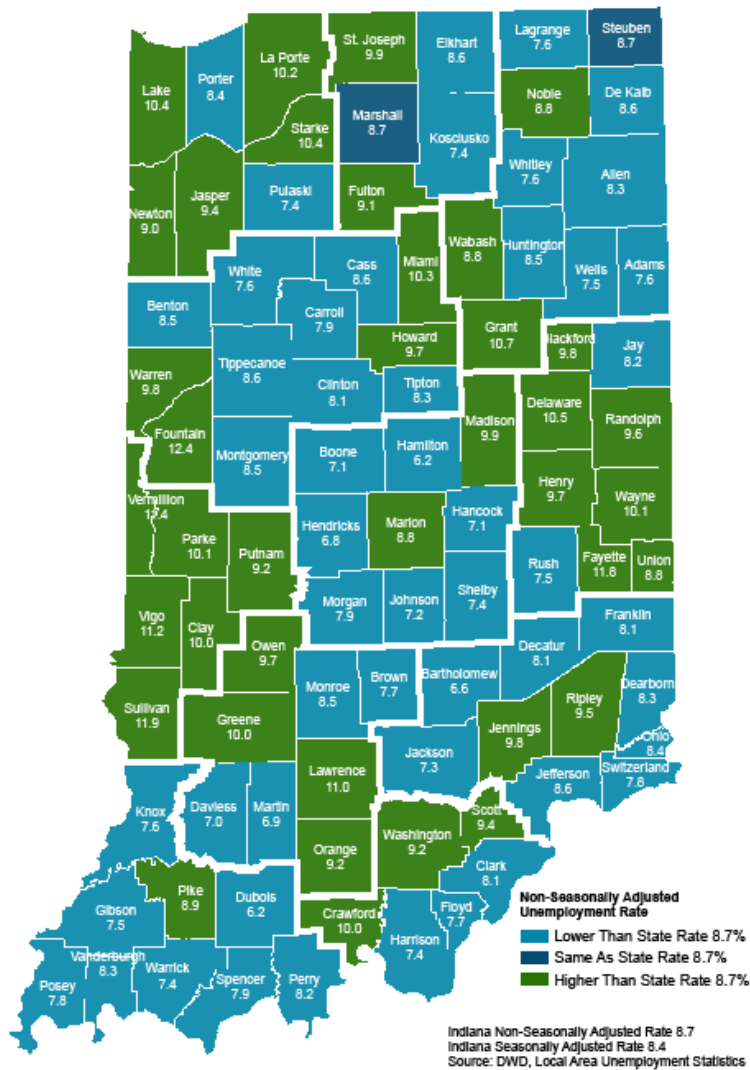 St. Joseph
9.9
Elkhart
8.6
Lagrange
7.6
Steuben
8.7
La Porte
10.2
Porter
8.4
Lake
10.4
Noble
8.8
De Kalb
8.6
Marshall
8.7
Starke
10.4
Kosciusko
7.4
Whitley
7.6
Allen
8.3
Pulaski
7.4
Fulton
9.1
Jasper
9.4
Newton
9.0
Wabash
8.8
Huntington
8.5
Miami
10.3
Wells
7.5
Adams
7.6
White
7.6
Cass
8.6
Benton
8.5
Carroll
7.9
Grant
10.7
Howard
9.7
Blackford
9.8
Jay
8.2
Tippecanoe
8.6
Warren
9.8
Clinton
8.1
Tipton
8.3
Delaware
10.5
Madison
9.9
Randolph
9.6
Fountain
12.4
Montgomery
8.5
Boone
7.1
Hamilton
6.2
Henry
9.7
Wayne
10.1
Vermillion
Hendricks
6.8
Marion
8.8
Hancock
7.1
Parke
10.1
Putnam
9.2
Rush
7.5
Fayette
11.8
Union
8.8
Morgan
7.9
Johnson
7.2
Shelby
7.4
Vigo
11.2
Clay
10.0
Franklin
8.1
Owen
9.7
Decatur
8.1
Monroe
8.5
Brown
7.7
Bartholomew
6.6
Dearborn
8.3
Ripley
9.5
Sullivan
11.9
Greene
10.0
Jennings
9.8
Ohio
8.4
Jackson
7.3
Switzerland
7.8
Jefferson
8.6
Lawrence
11.0
Knox
7.6
Daviess
7.0
Martin
6.9
Scott
9.4
Washington
9.2
Orange
9.2
Clark
8.1
Pike
8.9
Dubois
6.2
Gibson
7.5
Crawford
10.0
Floyd
7.7
Harrison
7.4
Vanderburgh
8.3
Warrick
7.4
Spencer
7.9
Perry
8.2
Posey
7.8
Non-Seasonally Adjusted
Unemployment Rate
Lower Than State Rate 8.7%
Same As State Rate 8.7%
Higher Than State Rate 8.7%
Indiana Non-Seasonally Adjusted Rate 8.7
Indiana Seasonally Adjusted Rate 8.4
Source: DWD, Local Area Unemployment Statistics